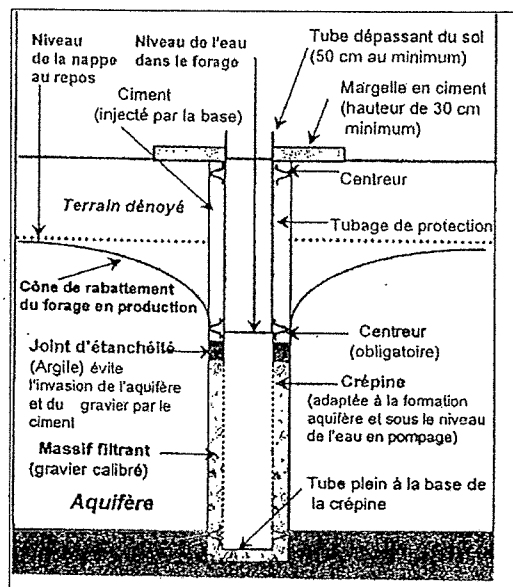 Niveau
de la nappe
au repos
Niveau de l'eau
dans le forage
Tube dépassant du sol
(50 cm au minimum)
Ciment
(injecté par la base)
Margelle en ciment
(hauteur de 30 cm
minimum)
Centreur
Terrain dénoyé
Tubage de protection
Cône de rabattement
du forage en production
Joint d'étanchéité
(Argile) évite
l'invasion de l'aquifère
et du gravier par le
ciment
Centreur
(obligatoire)
Crépine
(adaptée à la formation
aquifère et sous le niveau
de l'eau en pompage)
Massif filtrant
(gravier calibré)
Tube plein à la base de
la crépine
Aquifère